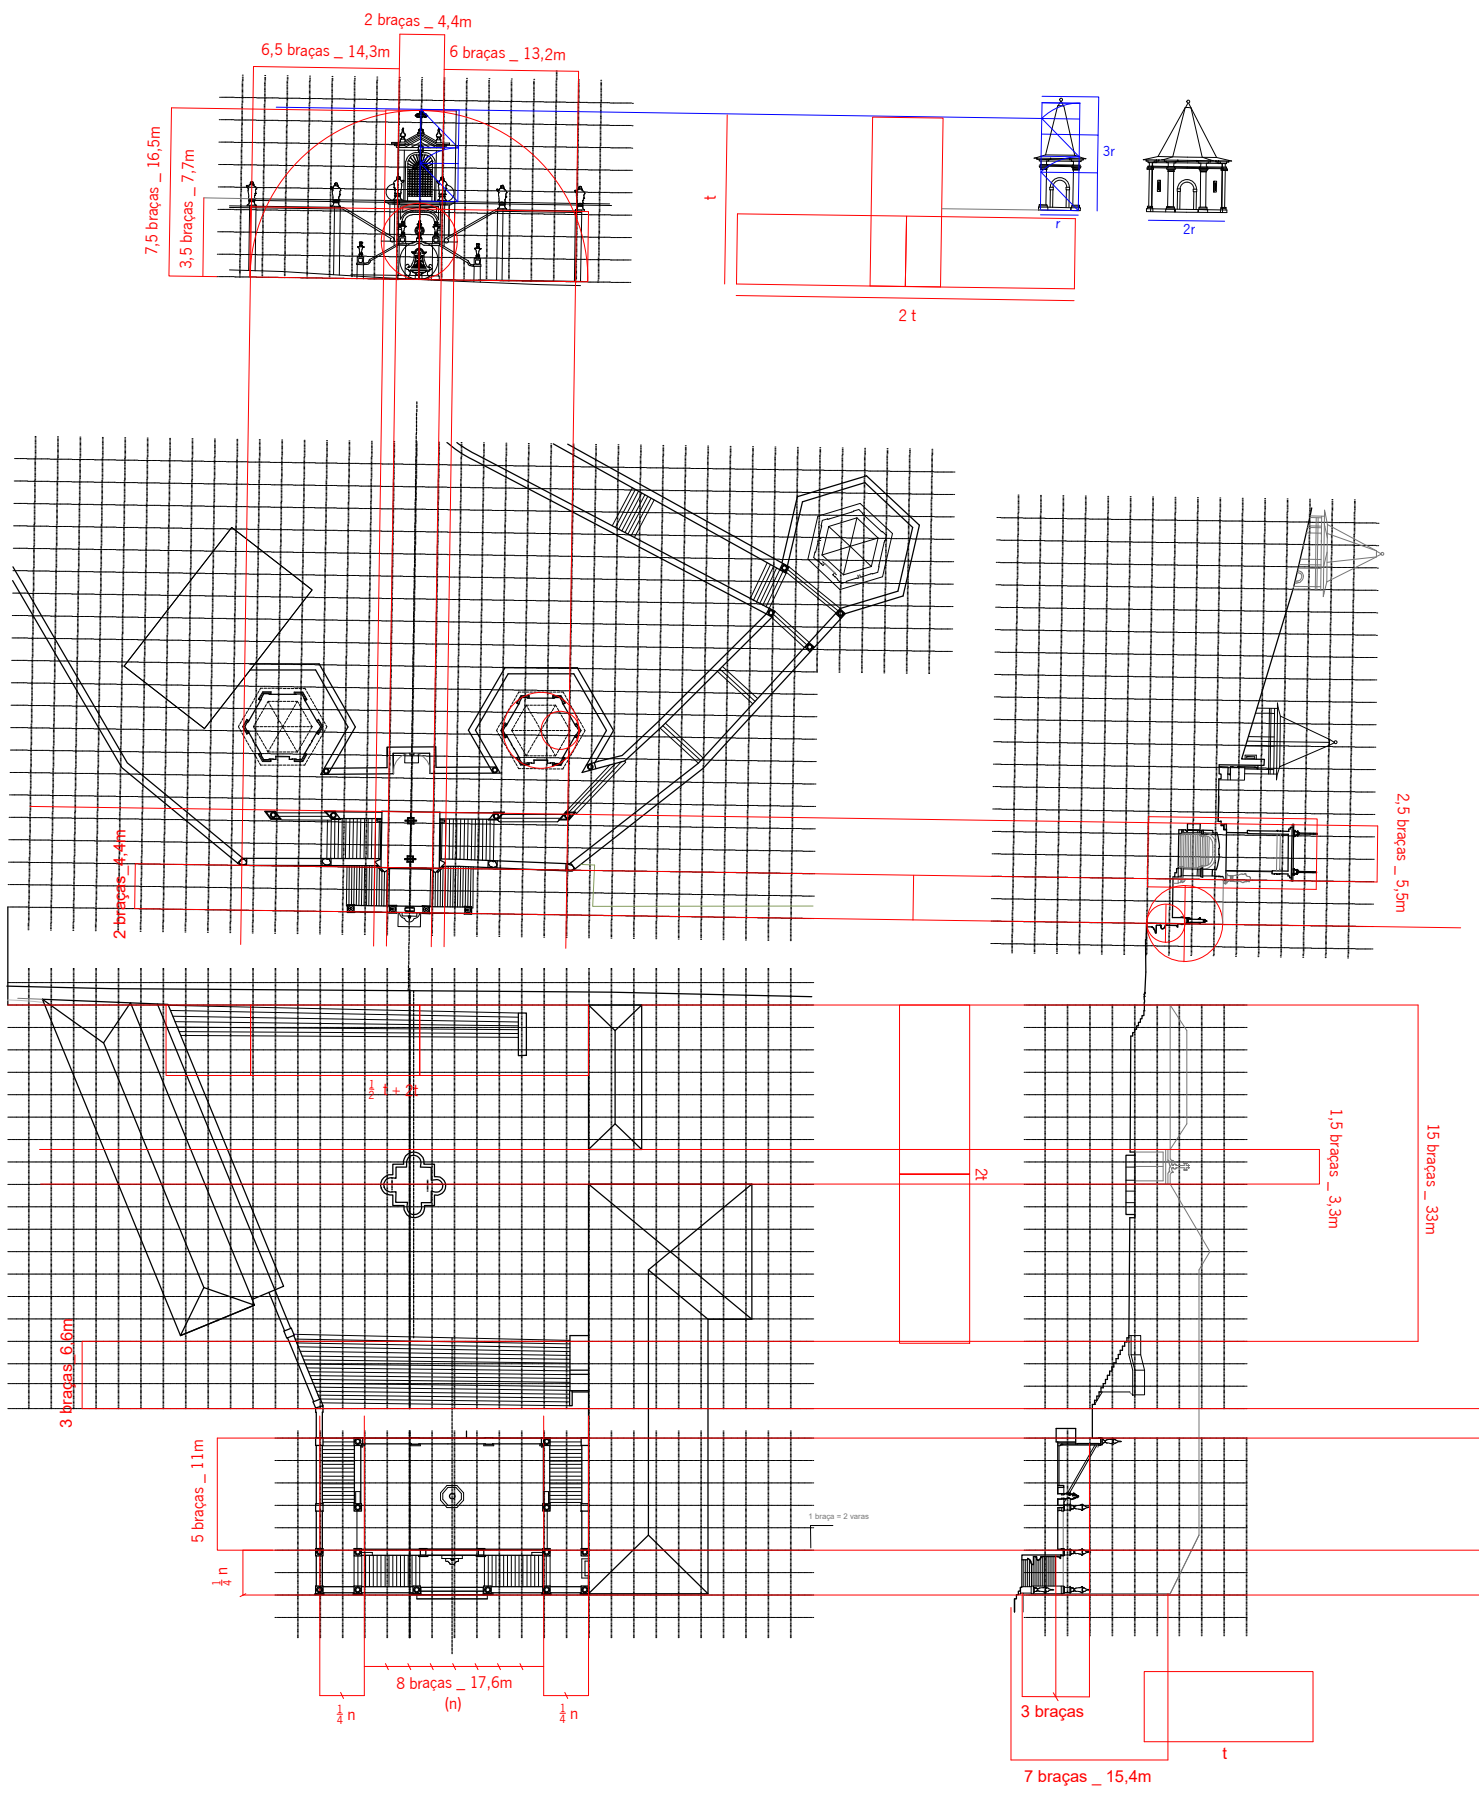 2 braças _ 4,4m
6,5 braças _ 14,3m
6 braças _ 13,2m
7,5 braças _ 16,5m
3,5 braças _ 7,7m
t
2 t
3r
r
2r
2 braças_4,4m
2,5 braças _ 5,5m
1/2 t + 2t
2t
1,5 braças _ 3,3m
15 braças _ 33m
3 braças_6,6m
5 braças _ 11m
1/4 n
1 braça = 2 varas
8 braças _ 17,6m
(n)
1/4 n
1/4 n
3 braças
t
7 braças _ 15,4m